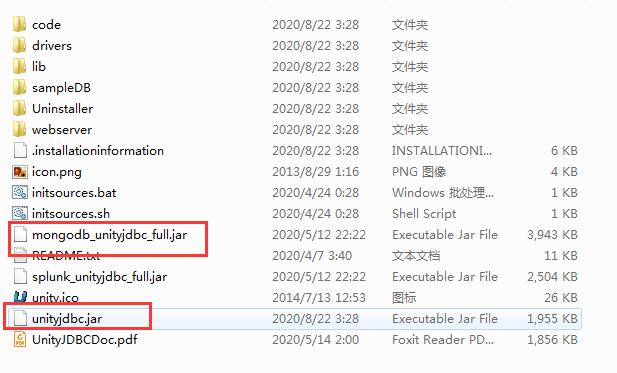 code 2020/8/22 3:28 文件夹
drivers 2020/8/22 3:28 文件夹
lib 2020/8/22 3:28 文件夹
sampleDB 2020/8/22 3:28 文件夹
Uninstaller 2020/8/22 3:28 文件夹
webserver 2020/8/22 3:28 文件夹
.installationinformation 2020/8/22 3:28 INSTALLATIONI... 6 KB
icon.png 2013/8/29 1:16 PNG 图像 4 KB
initsources.bat 2020/4/24 0:28 Windows 批处理... 1 KB
initsources.sh 2020/4/24 0:28 Shell Script 1 KB
mongodb_unityjdbc_full.jar 2020/5/12 22:22 Executable Jar File 3,943 KB
README.txt 2020/4/7 3:40 文本文档 11 KB
splunk_unityjdbc_full.jar 2020/5/12 22:22 Executable Jar File 2,504 KB
unity.ico 2014/7/13 12:53 图标 26 KB
unityjdbc.jar 2020/8/22 3:28 Executable Jar File 1,955 KB
UnityJDBCDoc.pdf 2020/5/14 2:00 Foxit Reader PD... 1,856 KB